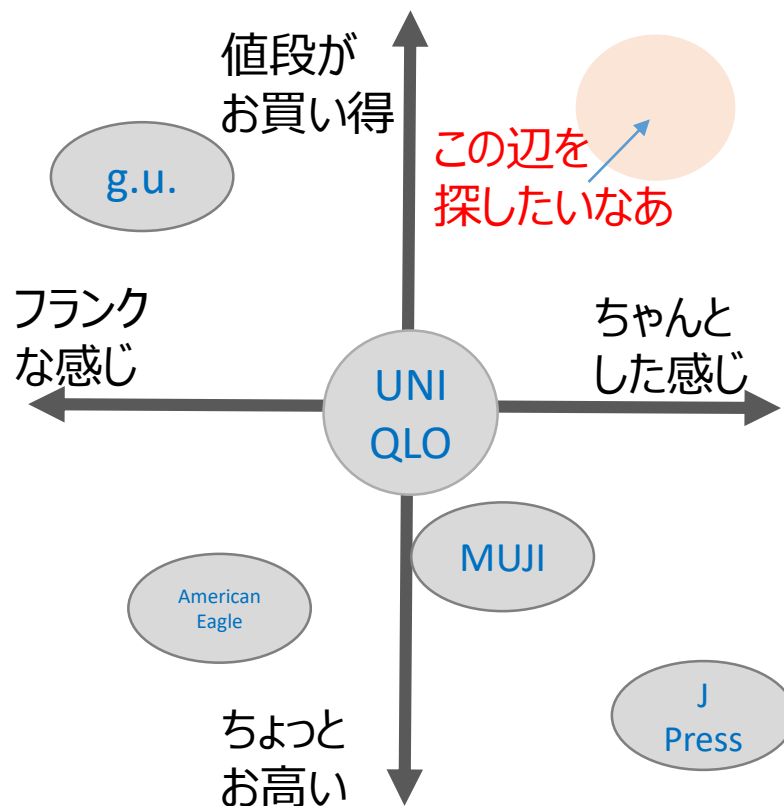 値段が
お買い得
g.u.
この辺を
探したいなあ
フランク
な感じ
ちゃんと
した感じ
UNI
QLO
MUJI
American
Eagle
J
Press
ちょっと
お高い